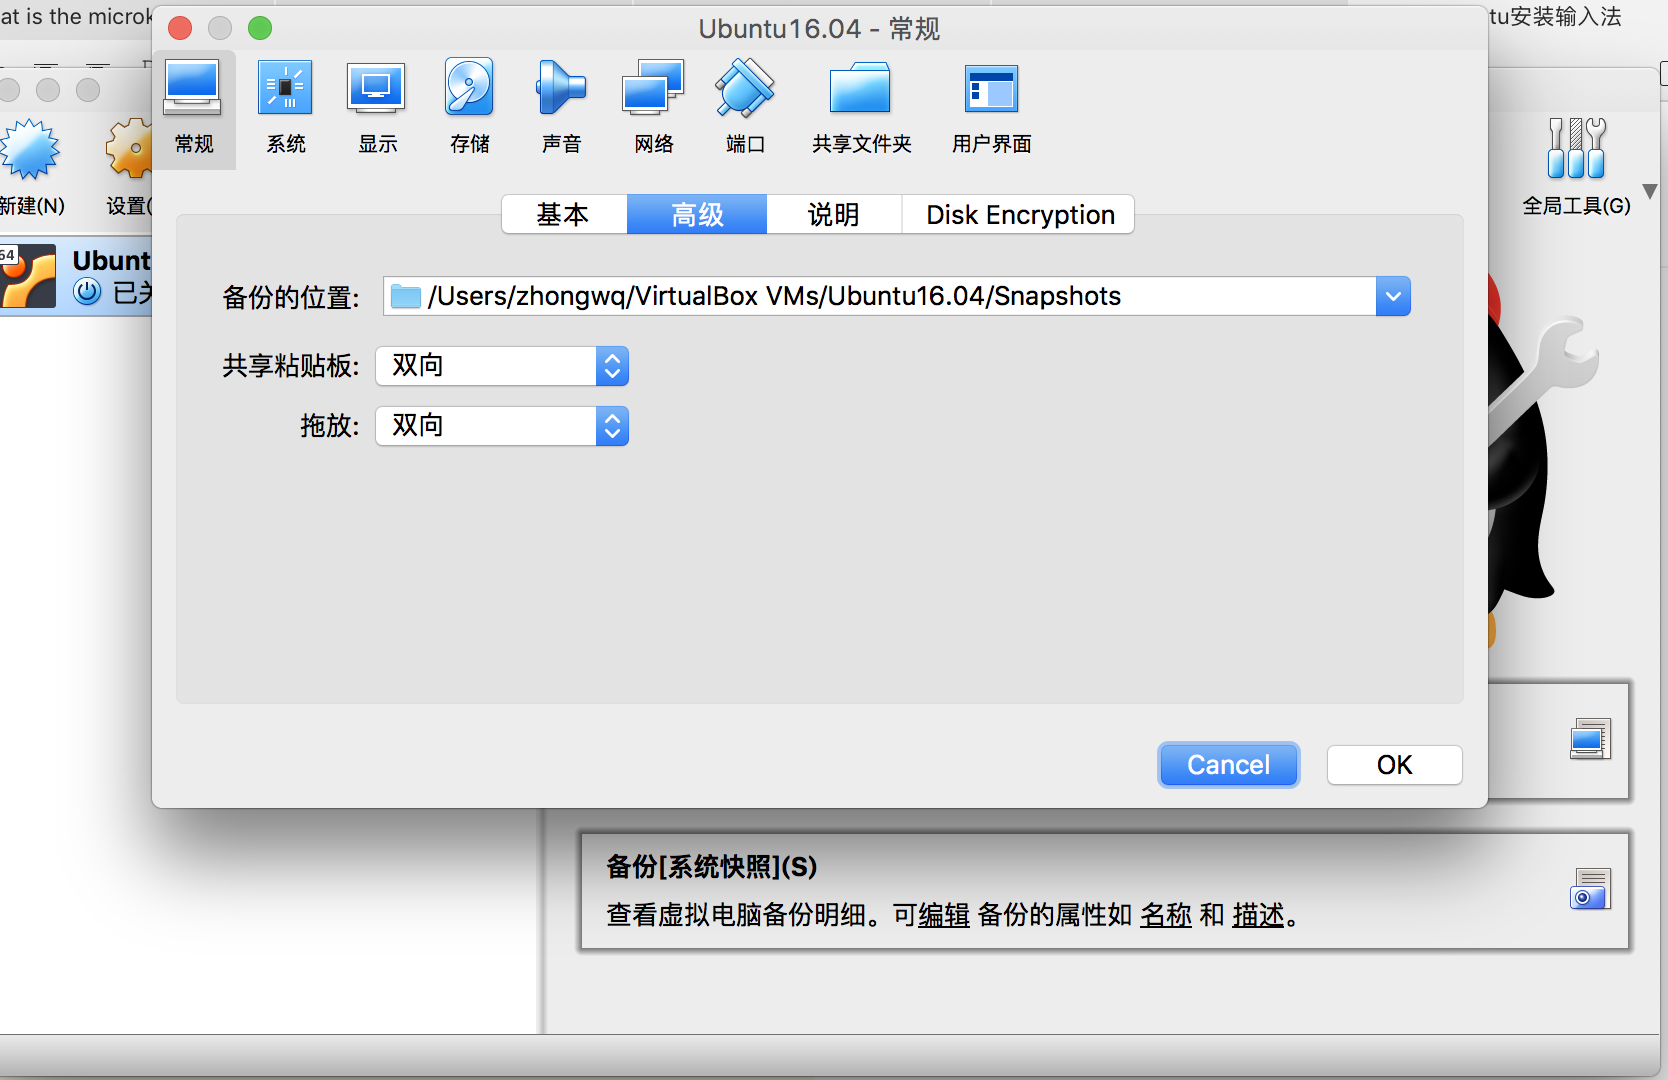 at is the microk
tu安装输入法
Ubuntu16.04 - 常规
常规
系统
显示
存储
声音
网络
端口
共享文件夹
用户界面
新建(N)
设置(
全局工具(G)
基本
高级
说明
Disk Encryption
64
Ubunt
已关
备份的位置:
/Users/zhongwq/VirtualBox VMs/Ubuntu16.04/Snapshots
共享粘贴板:
双向
拖放:
双向
Cancel
OK
备份[系统快照](S)
查看虚拟电脑备份明细。可编辑 备份的属性如 名称 和 描述。